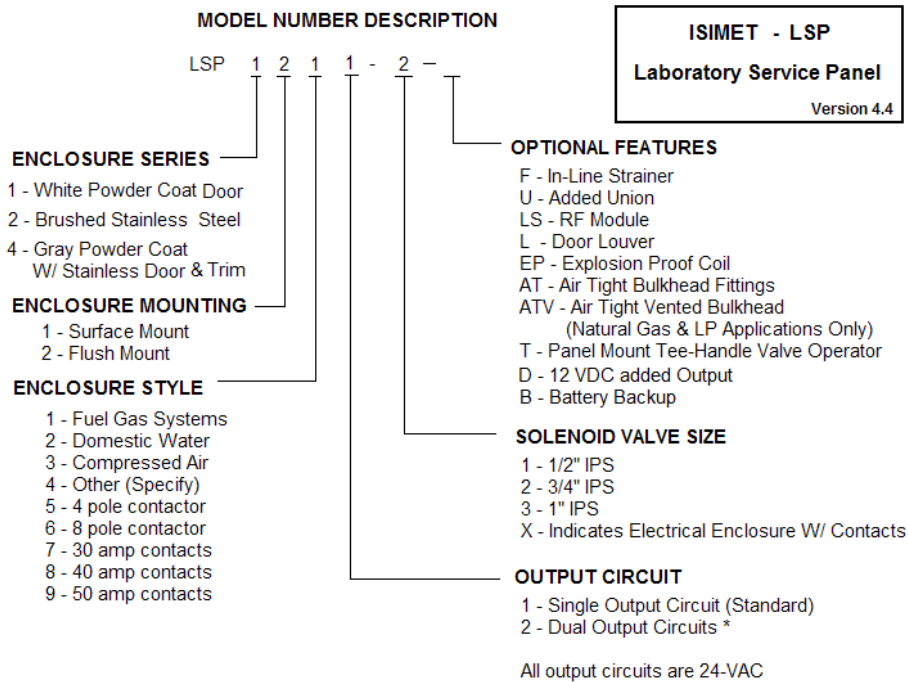 MODEL NUMBER DESCRIPTION
LSP 1 2 1 1 - 2 -
ISIMET - LSP
Laboratory Service Panel
Version 4.4
ENCLOSURE SERIES
1 - White Powder Coat Door
2 - Brushed Stainless Steel
4 - Gray Powder Coat
W/ Stainless Door & Trim
ENCLOSURE MOUNTING
1 - Surface Mount
2 - Flush Mount
ENCLOSURE STYLE
1 - Fuel Gas Systems
2 - Domestic Water
3 - Compressed Air
4 - Other (Specify)
5 - 4 pole contactor
6 - 8 pole contactor
7 - 30 amp contacts
8 - 40 amp contacts
9 - 50 amp contacts
OPTIONAL FEATURES
F - In-Line Strainer
U - Added Union
LS - RF Module
L - Door Louver
EP - Explosion Proof Coil
AT - Air Tight Bulkhead Fittings
ATV - Air Tight Vented Bulkhead
(Natural Gas & LP Applications Only)
T - Panel Mount Tee-Handle Valve Operator
D - 12 VDC added Output
B - Battery Backup
SOLENOID VALVE SIZE
1 - 1/2" IPS
2 - 3/4" IPS
3 - 1" IPS
X - Indicates Electrical Enclosure W/ Contacts
OUTPUT CIRCUIT
1 - Single Output Circuit (Standard)
2 - Dual Output Circuits *
All output circuits are 24-VAC